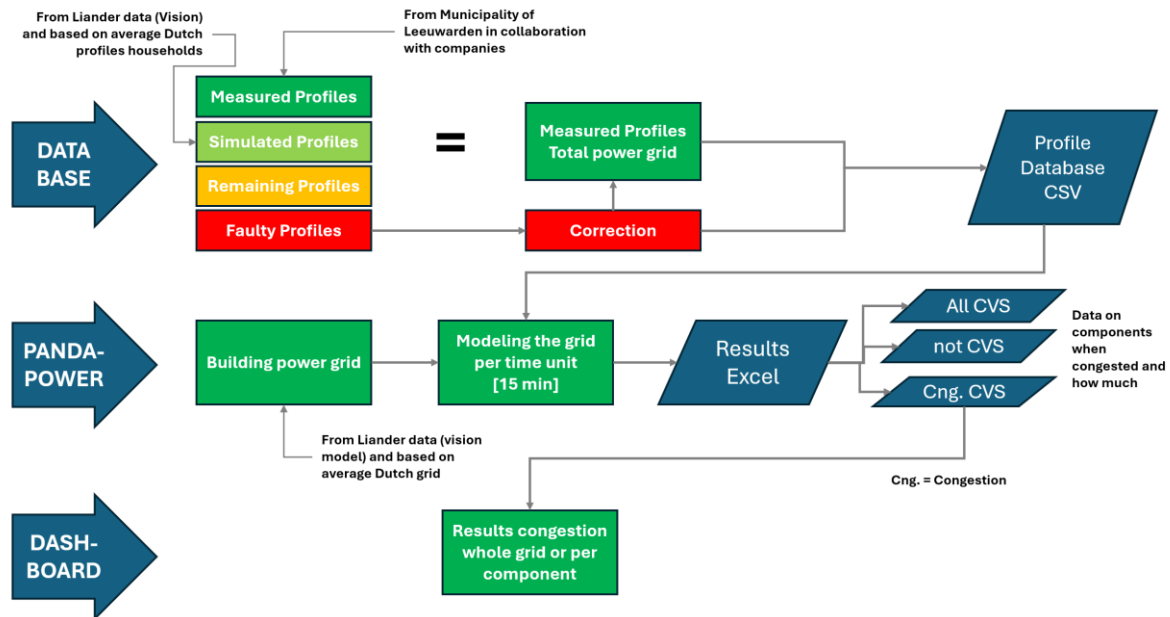 From Liander data (Vision)
and based on average Dutch
profiles households
From Municipality of
Leeuwarden in collaboration
with companies
DATA
BASE
Measured Profiles
Simulated Profiles
Remaining Profiles
Faulty Profiles
=
Measured Profiles
Total power grid
Correction
Profile
Database
CSV
PANDA-
POWER
Building power grid
Modeling the grid
per time unit
[15 min]
Results
Excel
All CVS
not CVS
Cng. CVS
Data on
components
when
congested and
how much
From Liander data (vision
model) and based on
average Dutch grid
Cng. = Congestion
DASH-
BOARD
Results congestion
whole grid or per
component